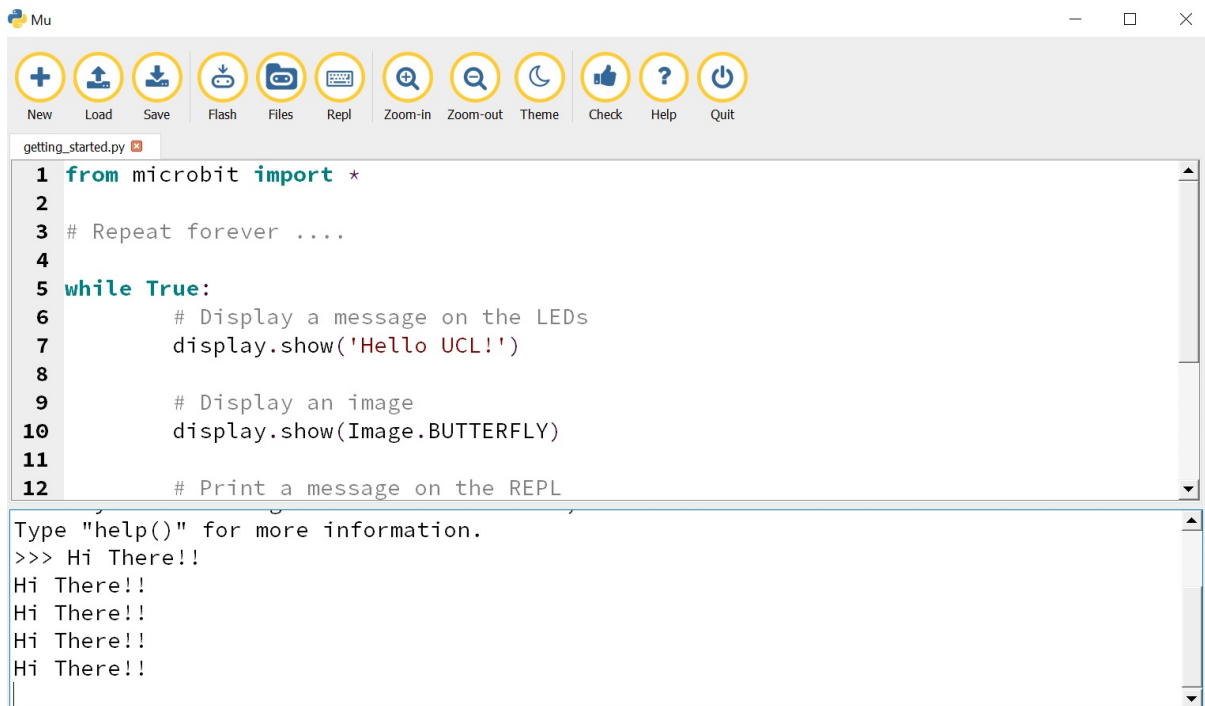 Mu
New Load Save Flash Files Repl Zoom-in Zoom-out Theme Check Help Quit
getting_started.py
1 from microbit import *
2
3 # Repeat forever ....
4
5 while True:
6 # Display a message on the LEDs
7 display.show('Hello UCL!')
8
9 # Display an image
10 display.show(Image.BUTTERFLY)
11
12 # Print a message on the REPL
Type "help()" for more information.
>>> Hi There!!
Hi There!!
Hi There!!
Hi There!!
Hi There!!